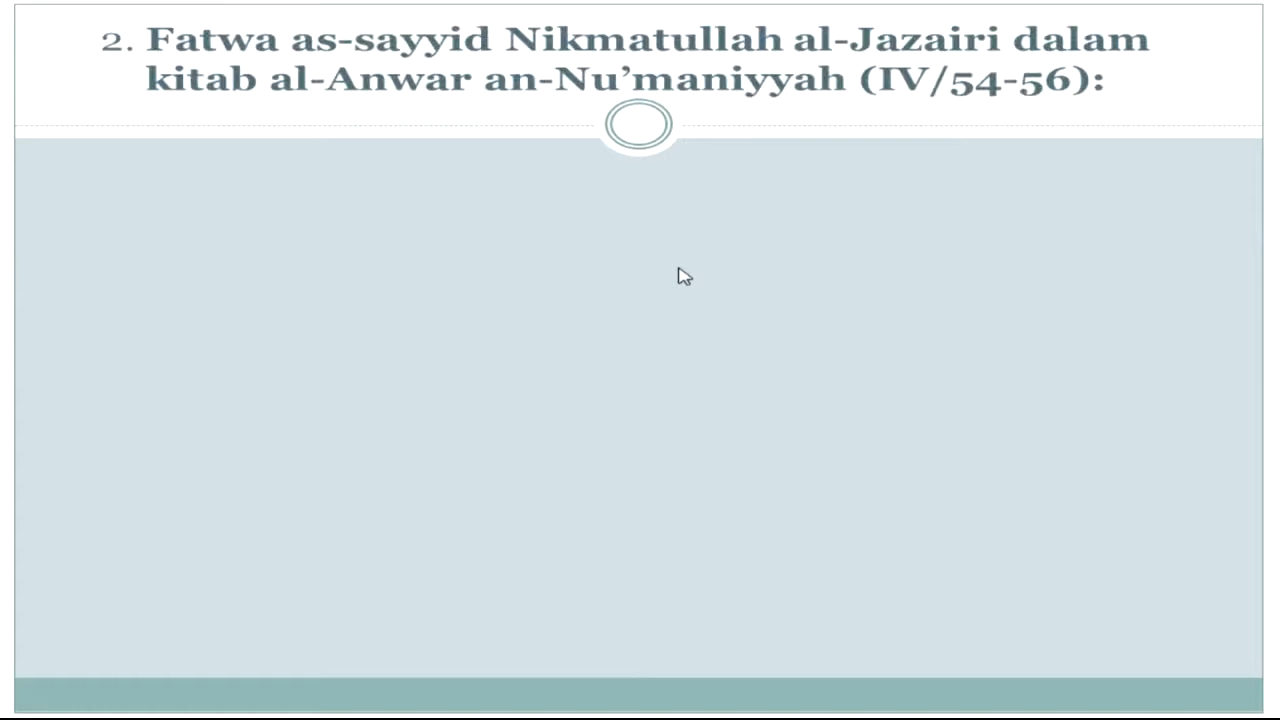 2. Fatwa as-sayyid Nikmatullah al-Jazairi dalam
kitab al-Anwar an-Nu’maniyyah (IV/54-56):